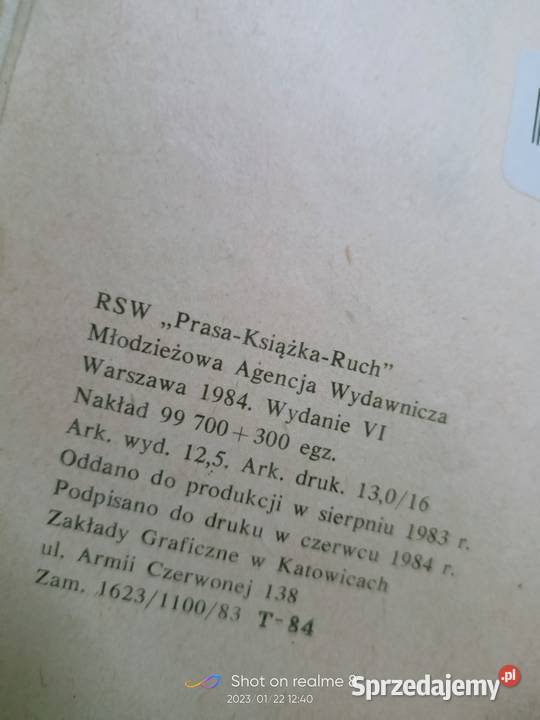 RSW „Prasa-Książka-Ruch”
Młodzieżowa Agencja Wydawnicza
Warszawa 1984. Wydanie VI
Nakład 99 700+300 egz.
Ark. wyd. 12,5. Ark. druk. 13,0/16
Oddano do produkcji w sierpniu 1983 r.
Podpisano do druku w czerwcu 1984 r.
Zakłady Graficzne w Katowicach
ul. Armii Czerwonej 138
Zam. 1623/1100/83 T-84
Shot on realme 8
2023/01/22 12:40
Sprzedajemy.pl